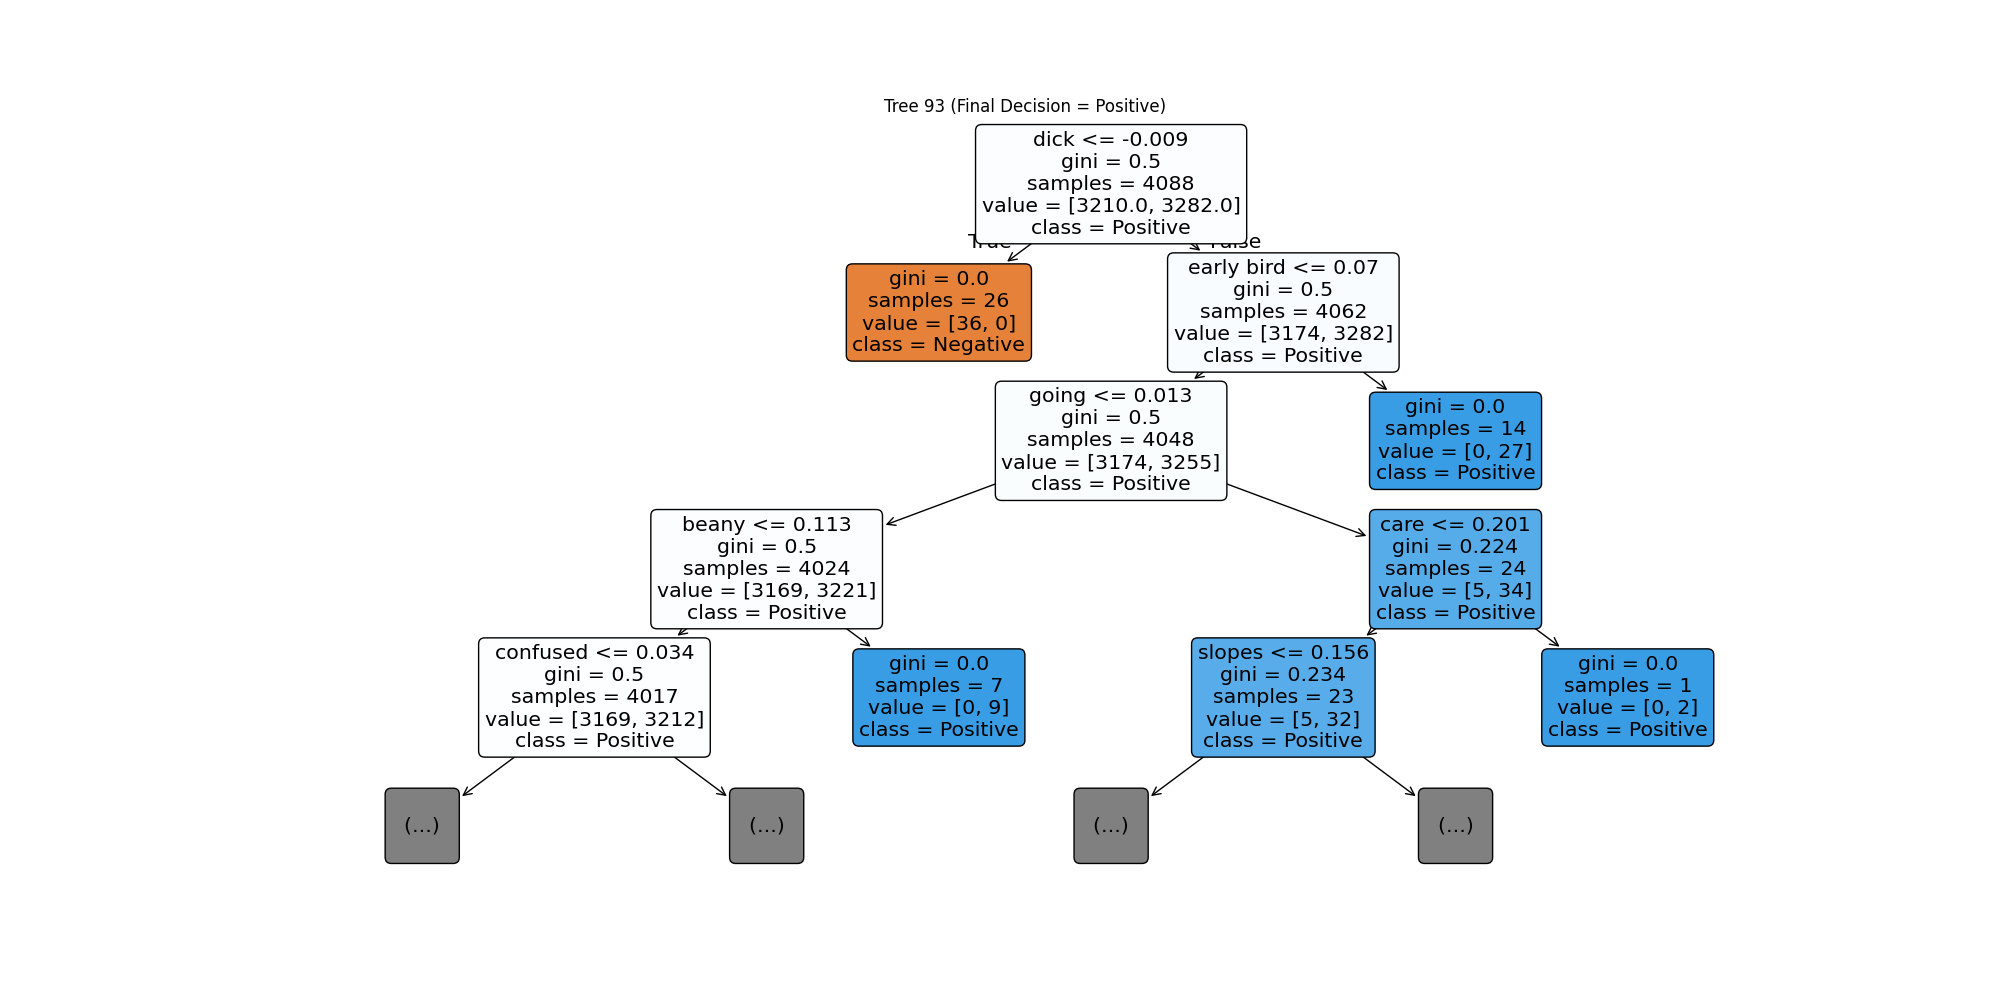 Tree 93 (Final Decision = Positive)
dick <= -0.009
gini = 0.5
samples = 4088
value = [3210.0, 3282.0]
class = Positive
True
False
gini = 0.0
samples = 26
value = [36, 0]
class = Negative
early bird <= 0.07
gini = 0.5
samples = 4062
value = [3174, 3282]
class = Positive
going <= 0.013
gini = 0.5
samples = 4048
value = [3174, 3255]
class = Positive
gini = 0.0
samples = 14
value = [0, 27]
class = Positive
beany <= 0.113
gini = 0.5
samples = 4024
value = [3169, 3221]
class = Positive
care <= 0.201
gini = 0.224
samples = 24
value = [5, 34]
class = Positive
confused <= 0.034
gini = 0.5
samples = 4017
value = [3169, 3212]
class = Positive
gini = 0.0
samples = 7
value = [0, 9]
class = Positive
slopes <= 0.156
gini = 0.234
samples = 23
value = [5, 32]
class = Positive
gini = 0.0
samples = 1
value = [0, 2]
class = Positive
(...)
(...)
(...)
(...)